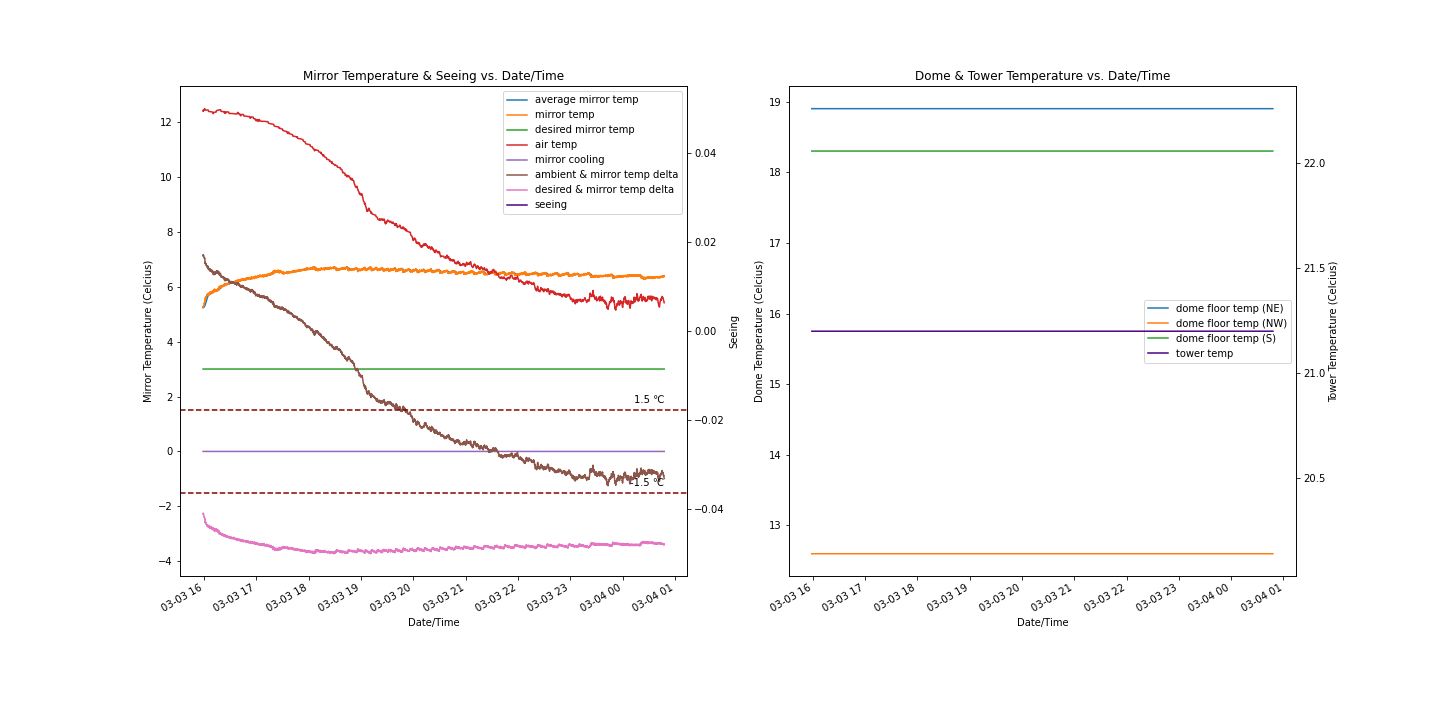 Mirror Temperature & Seeing vs. Date/Time
Mirror Temperature (Celcius)
12
10
8
6
4
2
0
−2
−4
average mirror temp
mirror temp
desired mirror temp
air temp
mirror cooling
ambient & mirror temp delta
desired & mirror temp delta
seeing
1.5 °C
-1.5 °C
0.04
0.02
0.00
−0.02
−0.04
Seeing
03-03 16
03-03 17
03-03 18
03-03 19
03-03 20
03-03 21
03-03 22
03-03 23
03-04 00
03-04 01
Date/Time
Dome & Tower Temperature vs. Date/Time
Dome Temperature (Celcius)
19
18
17
16
15
14
13
dome floor temp (NE)
dome floor temp (NW)
dome floor temp (S)
tower temp
22.0
21.5
21.0
20.5
Tower Temperature (Celcius)
03-03 16
03-03 17
03-03 18
03-03 19
03-03 20
03-03 21
03-03 22
03-03 23
03-04 00
03-04 01
Date/Time